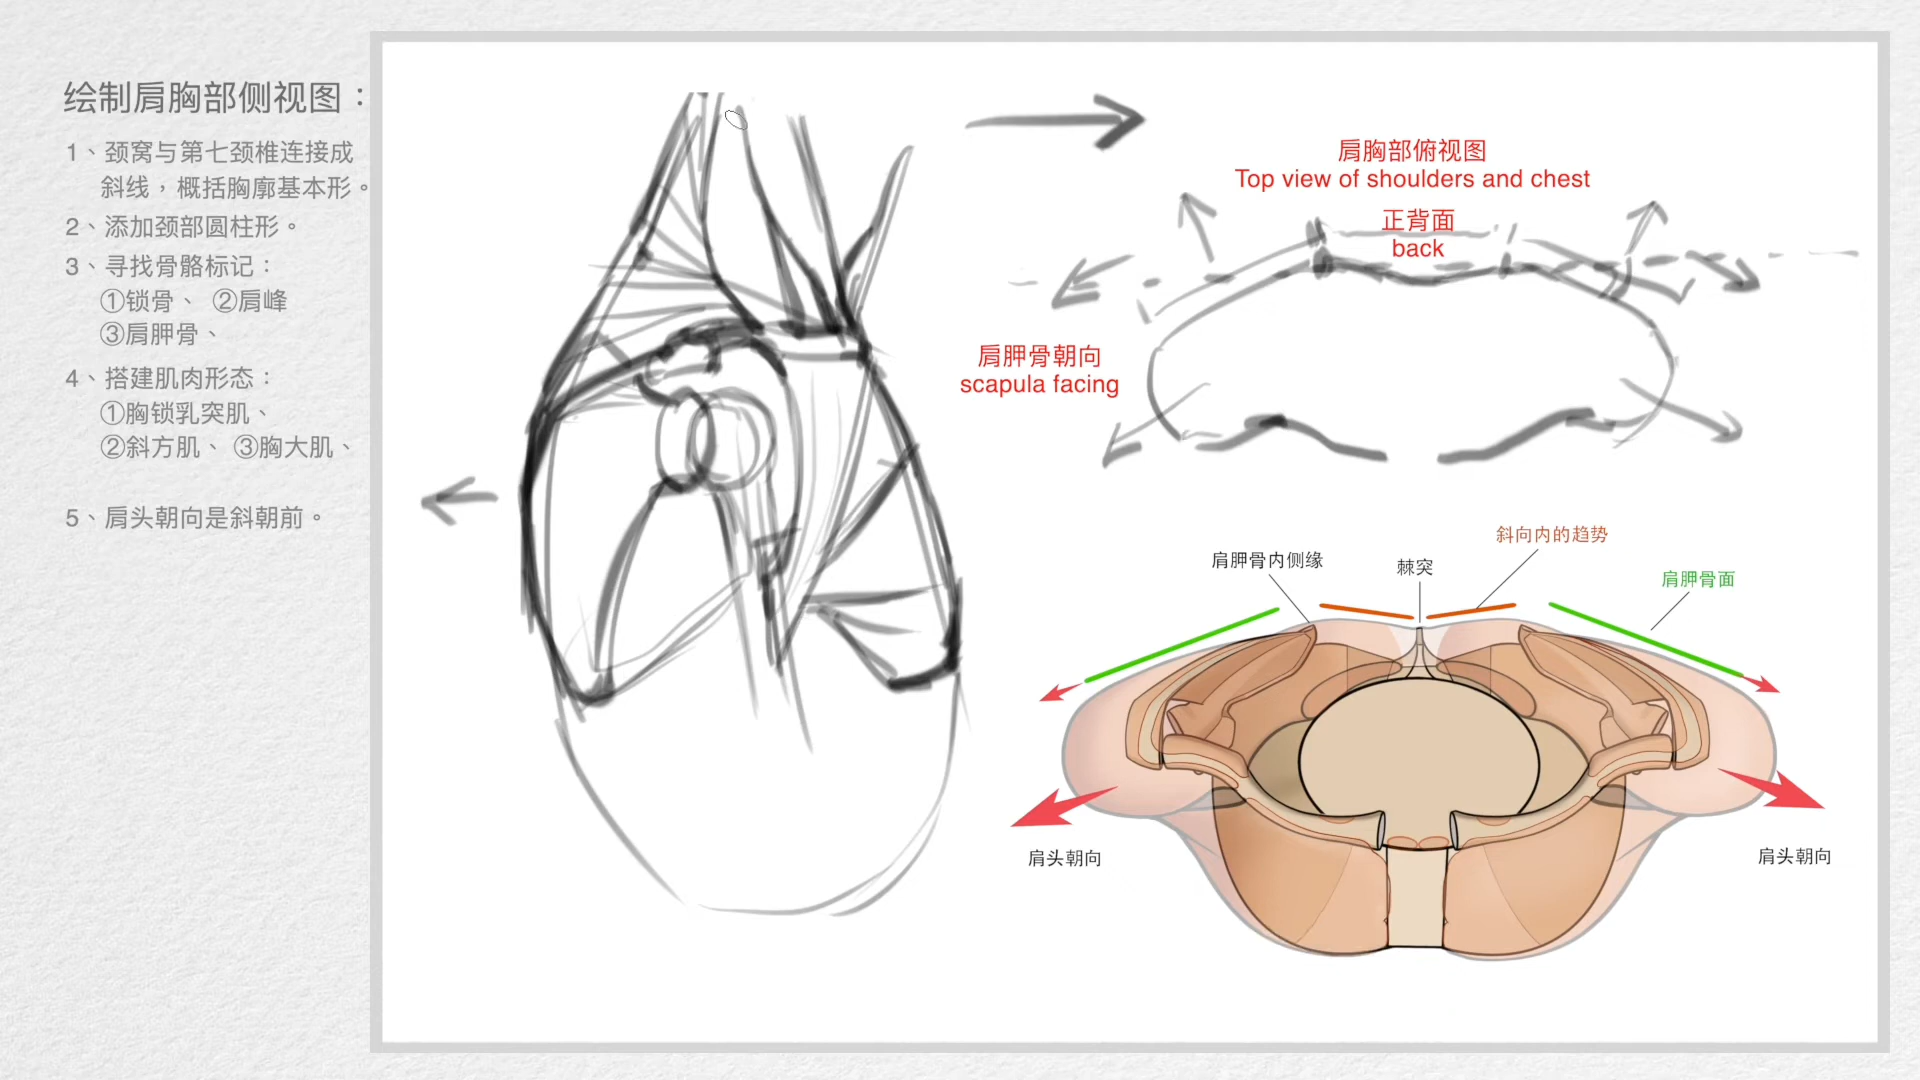 绘制肩胸部侧视图：
1、颈窝与第七颈椎连接成
斜线，概括胸廓基本形。
2、添加颈部圆柱形。
3、寻找骨骼标记：
①锁骨、 ②肩峰
③肩胛骨、
4、搭建肌肉形态：
①胸锁乳突肌、
②斜方肌、 ③胸大肌、
5、肩头朝向是斜朝前。
肩胸部俯视图
Top view of shoulders and chest
正背面
back
肩胛骨朝向
scapula facing
斜向内的趋势
肩胛骨内侧缘
棘突
肩胛骨面
肩头朝向
肩头朝向